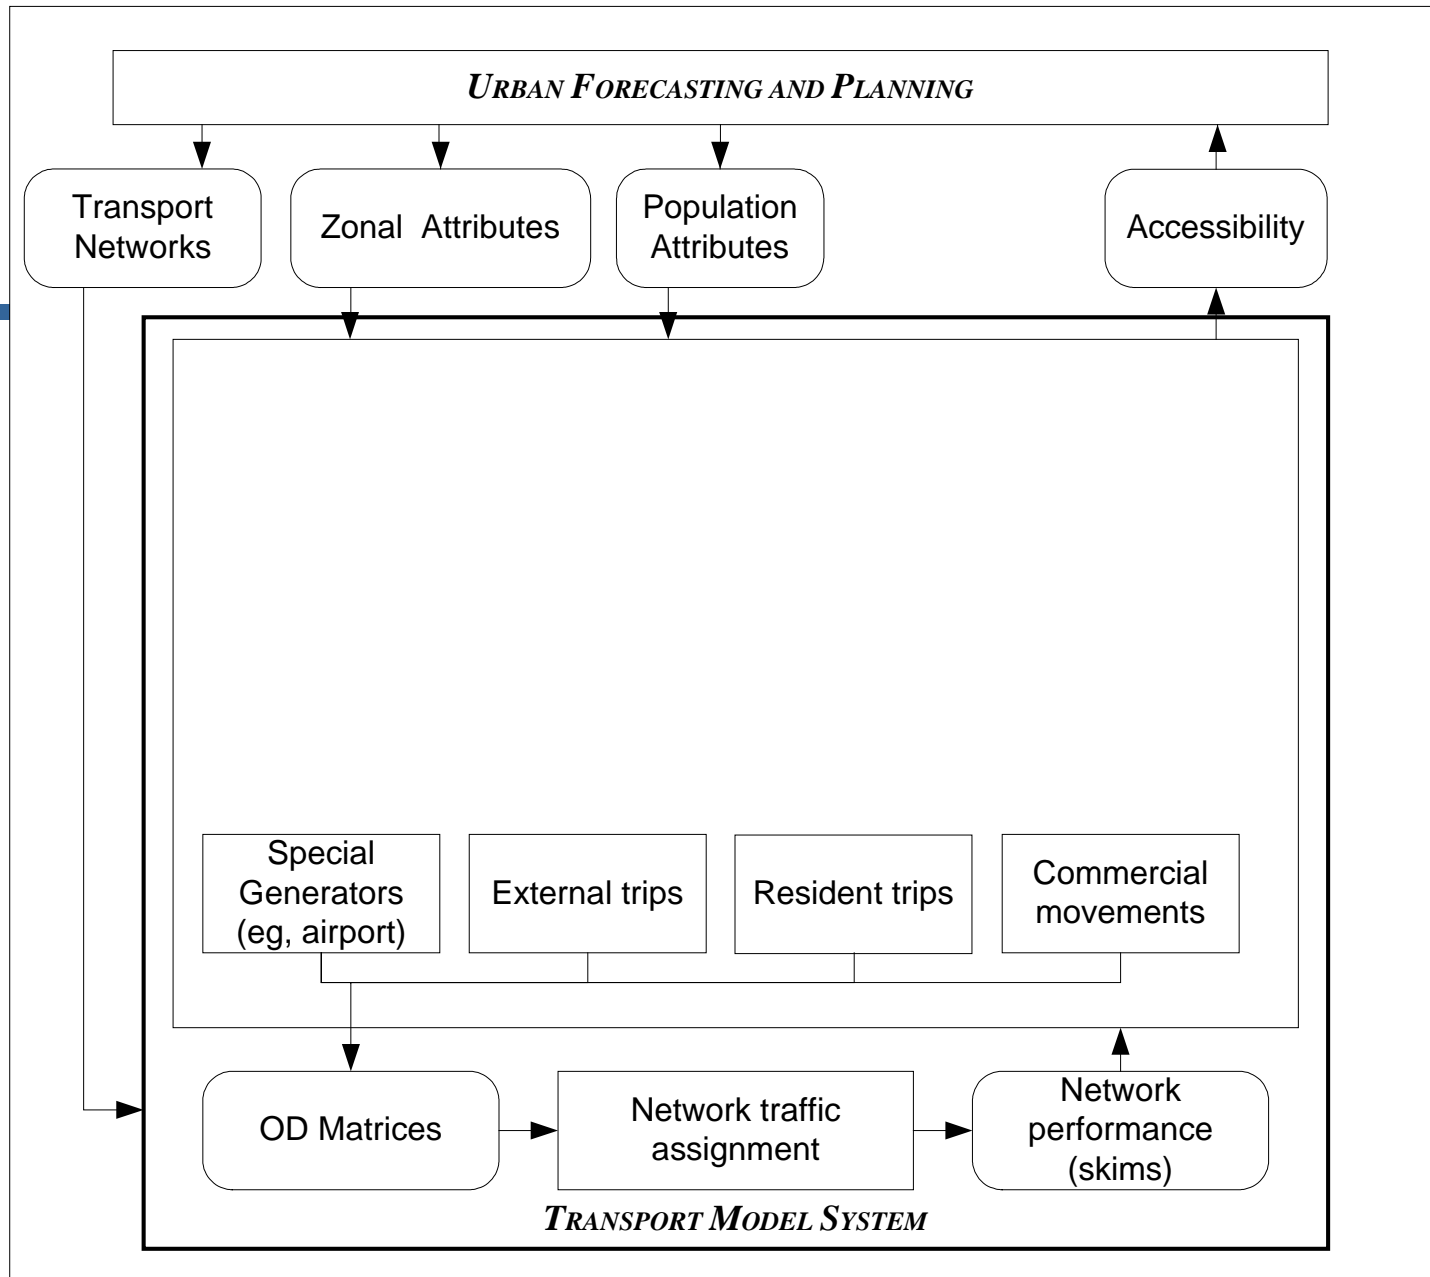 URBAN FORECASTING AND PLANNING
Transport
Networks
Zonal Attributes
Population
Attributes
Accessibility
Special
Generators
(eg, airport)
External trips
Resident trips
Commercial
movements
OD Matrices
Network traffic
assignment
Network
performance
(skims)
TRANSPORT MODEL SYSTEM